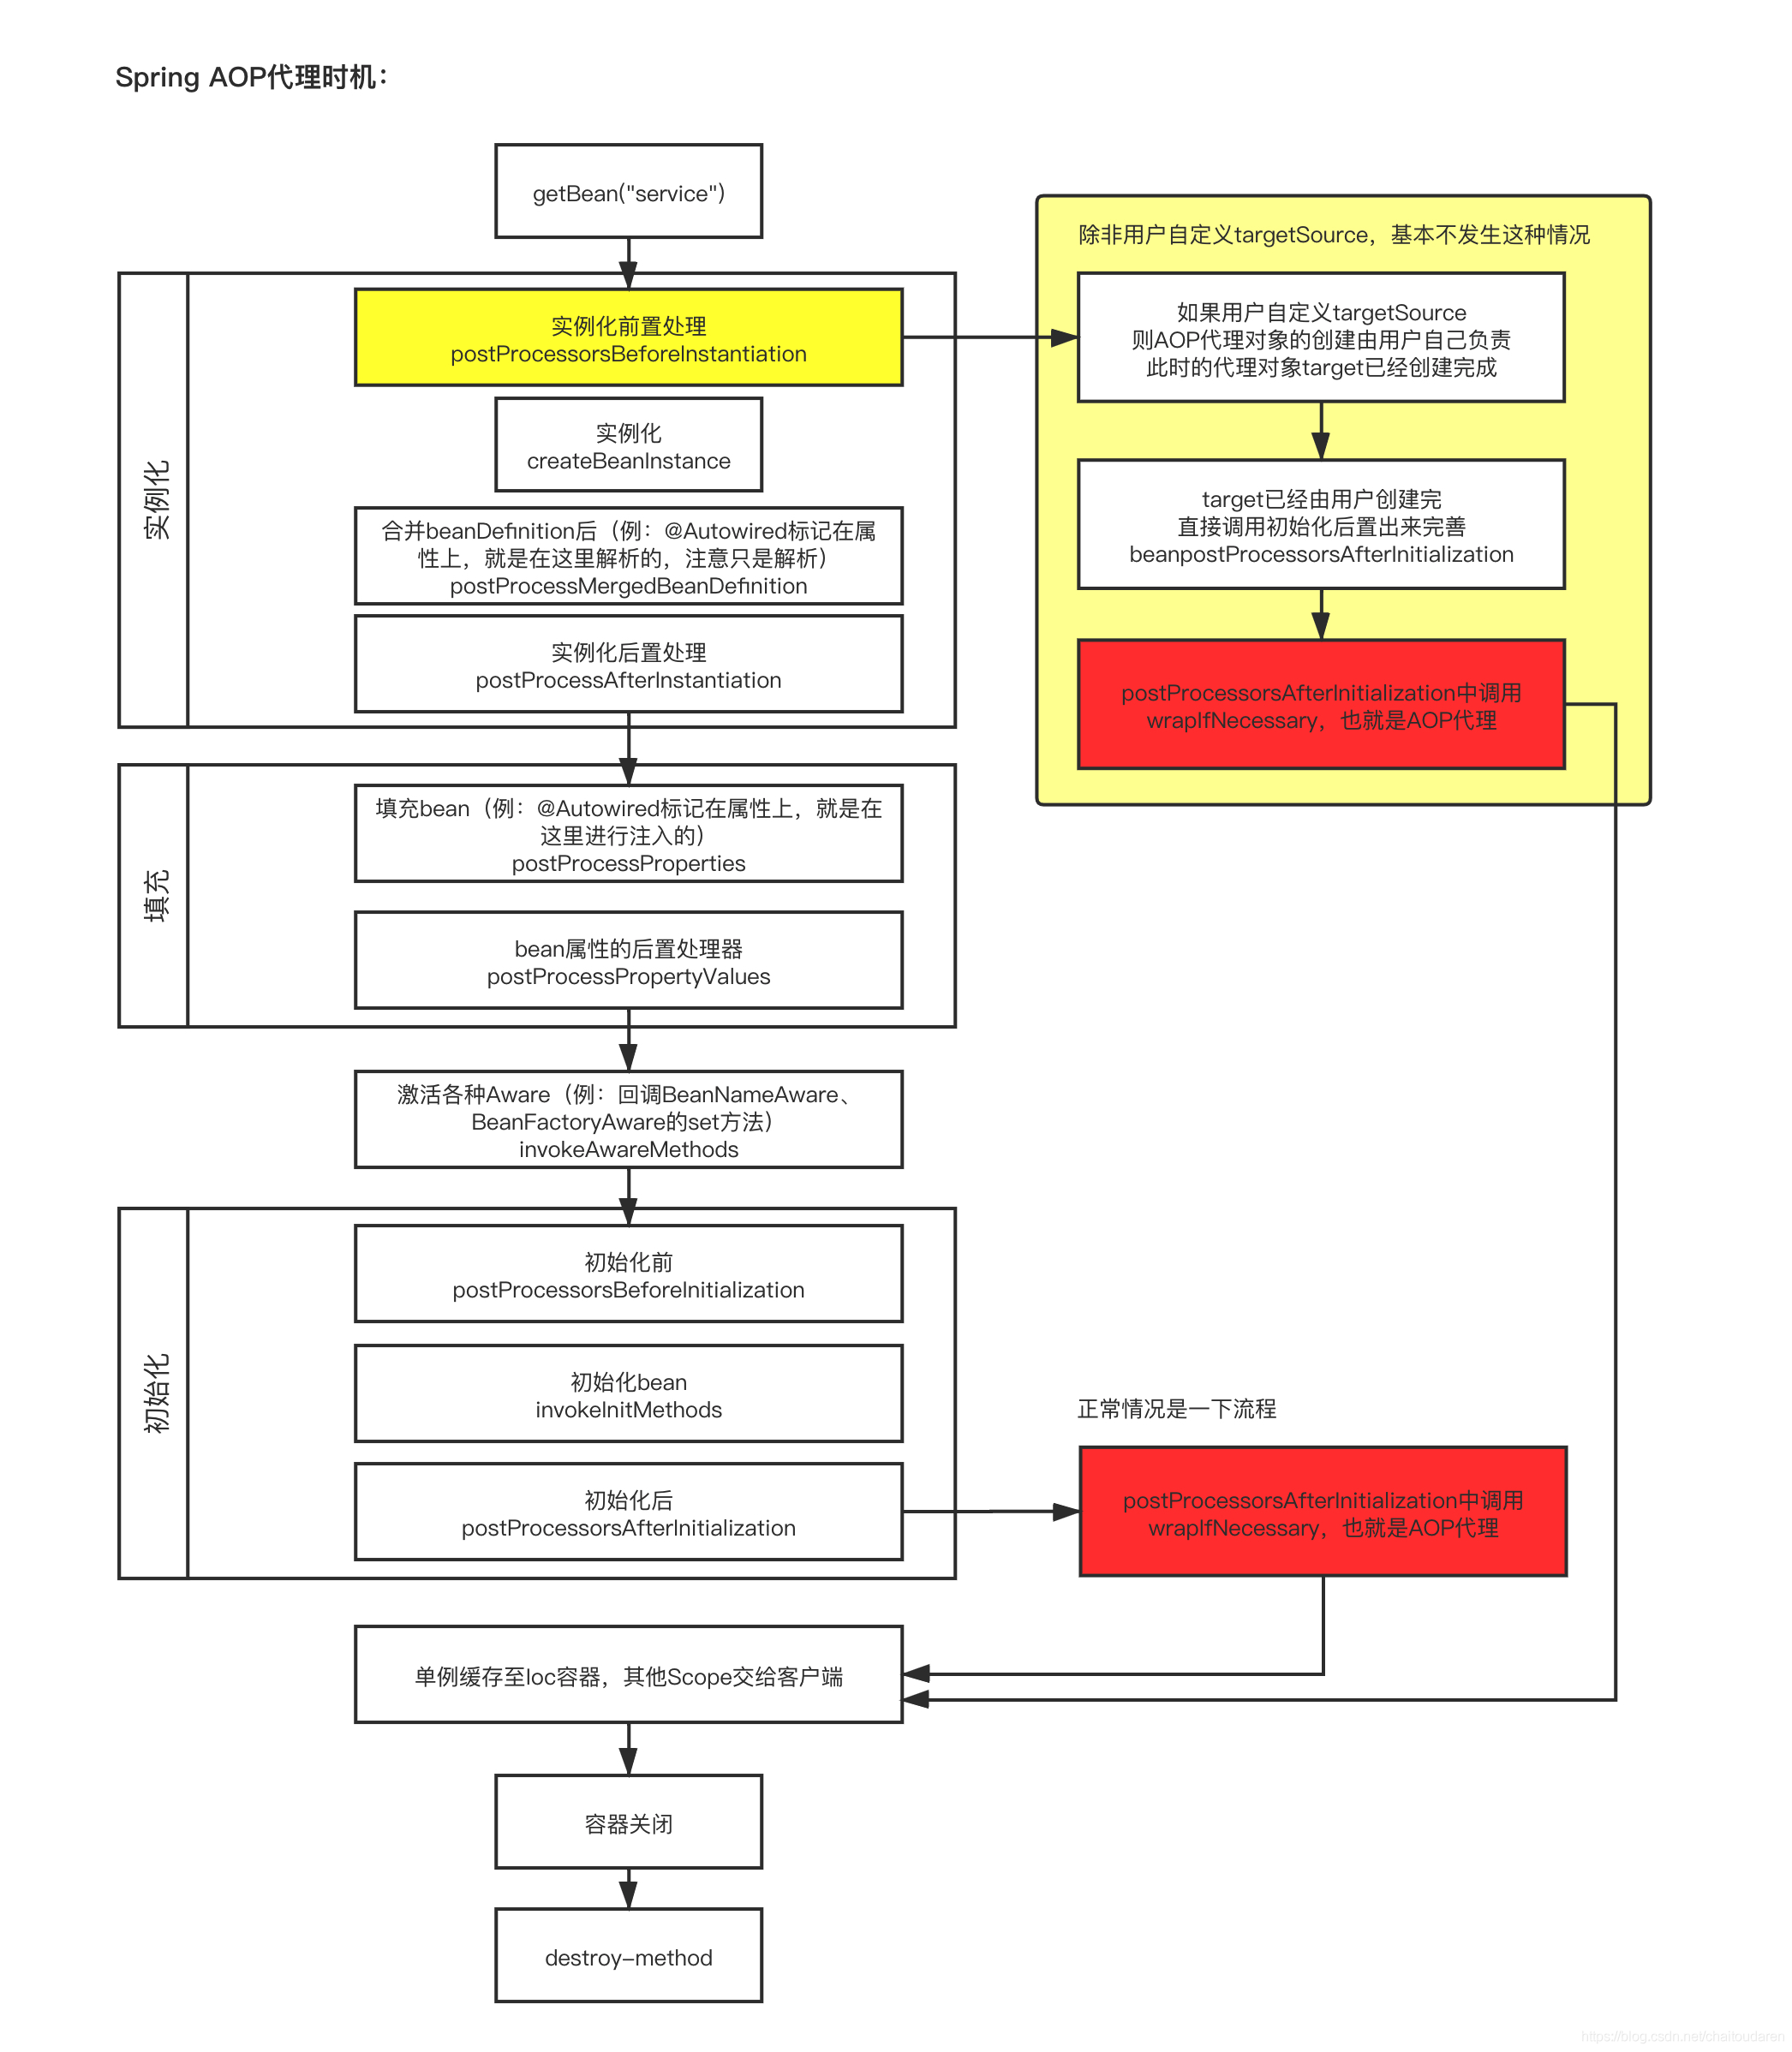 Spring AOP代理时机：
getBean("service")
实例化
实例化前置处理
postProcessorsBeforeInstantiation
实例化
createBeanInstance
合并beanDefinition后（例：@Autowired标记在属
性上，就是在这里解析的，注意只是解析）
postProcessMergedBeanDefinition
实例化后置处理
postProcessAfterInstantiation
除非用户自定义targetSource，基本不发生这种情况
如果用户自定义targetSource
则AOP代理对象的创建由用户自己负责
此时的代理对象target已经创建完成
target已经由用户创建完
直接调用初始化后置出来完善
beanpostProcessorsAfterInitialization
postProcessorsAfterInitialization中调用
wrapIfNecessary，也就是AOP代理
填充
填充bean（例：@Autowired标记在属性上，就是在
这里进行注入的）
postProcessProperties
bean属性的后置处理器
postProcessPropertyValues
激活各种Aware（例：回调BeanNameAware、
BeanFactoryAware的set方法）
invokeAwareMethods
初始化
初始化前
postProcessorsBeforeInitialization
初始化bean
invokeInitMethods
初始化后
postProcessorsAfterInitialization
正常情况是一下流程
postProcessorsAfterInitialization中调用
wrapIfNecessary，也就是AOP代理
单例缓存至Ioc容器，其他Scope交给客户端
容器关闭
destroy-method
https://blog.csdn.net/chaitoudaren